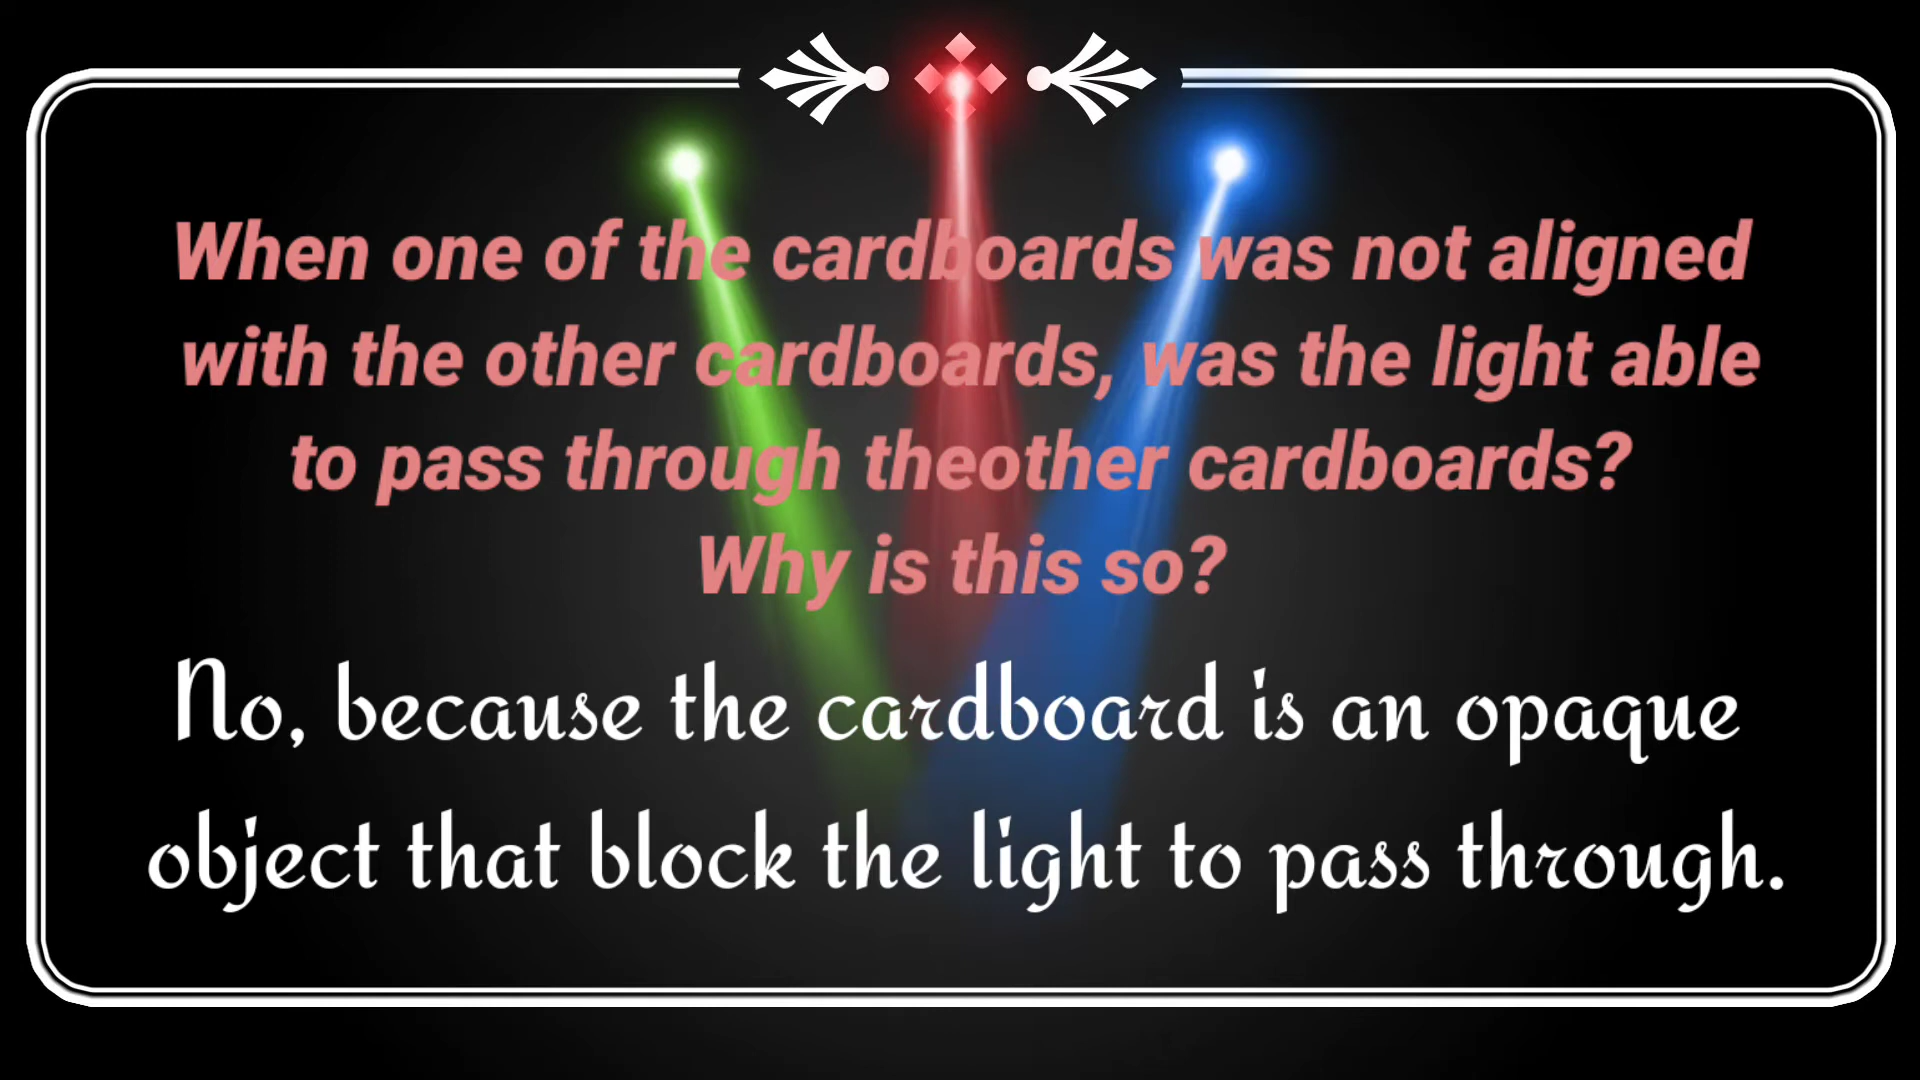 When one of the cardboards was not aligned
with the other cardboards, was the light able
to pass through theother cardboards?
Why is this so?
No, because the cardboard is an opaque
object that block the light to pass through.